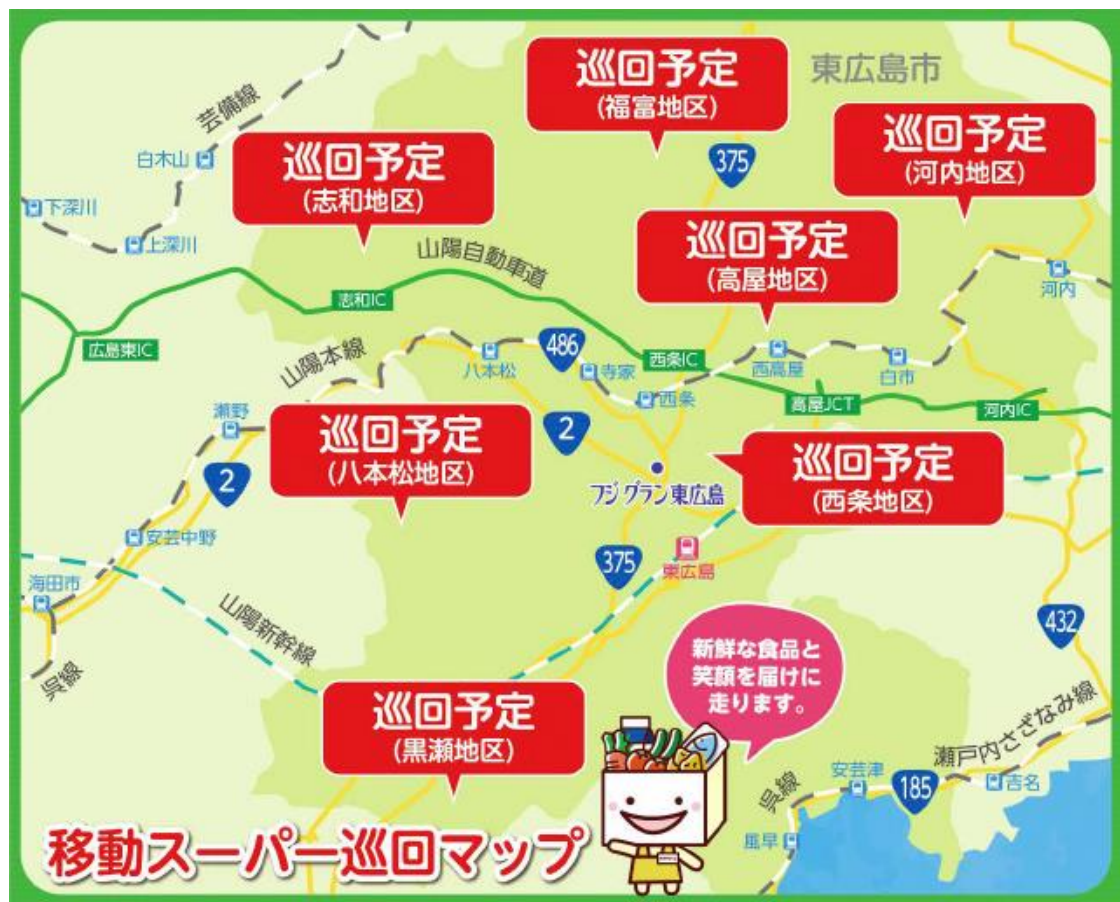 巡回予定
(福富地区)
東広島市
芸備線
巡回予定
(河内地区)
白木山
巡回予定
(志和地区)
375
下深川
上深川
山陽自動車道
巡回予定
(高屋地区)
河内
志和IC
広島東IC
山陽本線
八本松
486
寺家
西条IC
西高屋
白市
西条
高屋JCT
河内IC
瀬野
巡回予定
(八本松地区)
2
2
フジグラン東広島
巡回予定
(西条地区)
安芸中野
375
東広島
海田市
山陽新幹線
432
呉線
新鮮な食品と
笑顔を届けに
走ります。
巡回予定
(黒瀬地区)
瀬戸内さざなみ線
安芸津
呉線
185
吉名
風早
移動スーパー巡回マップ